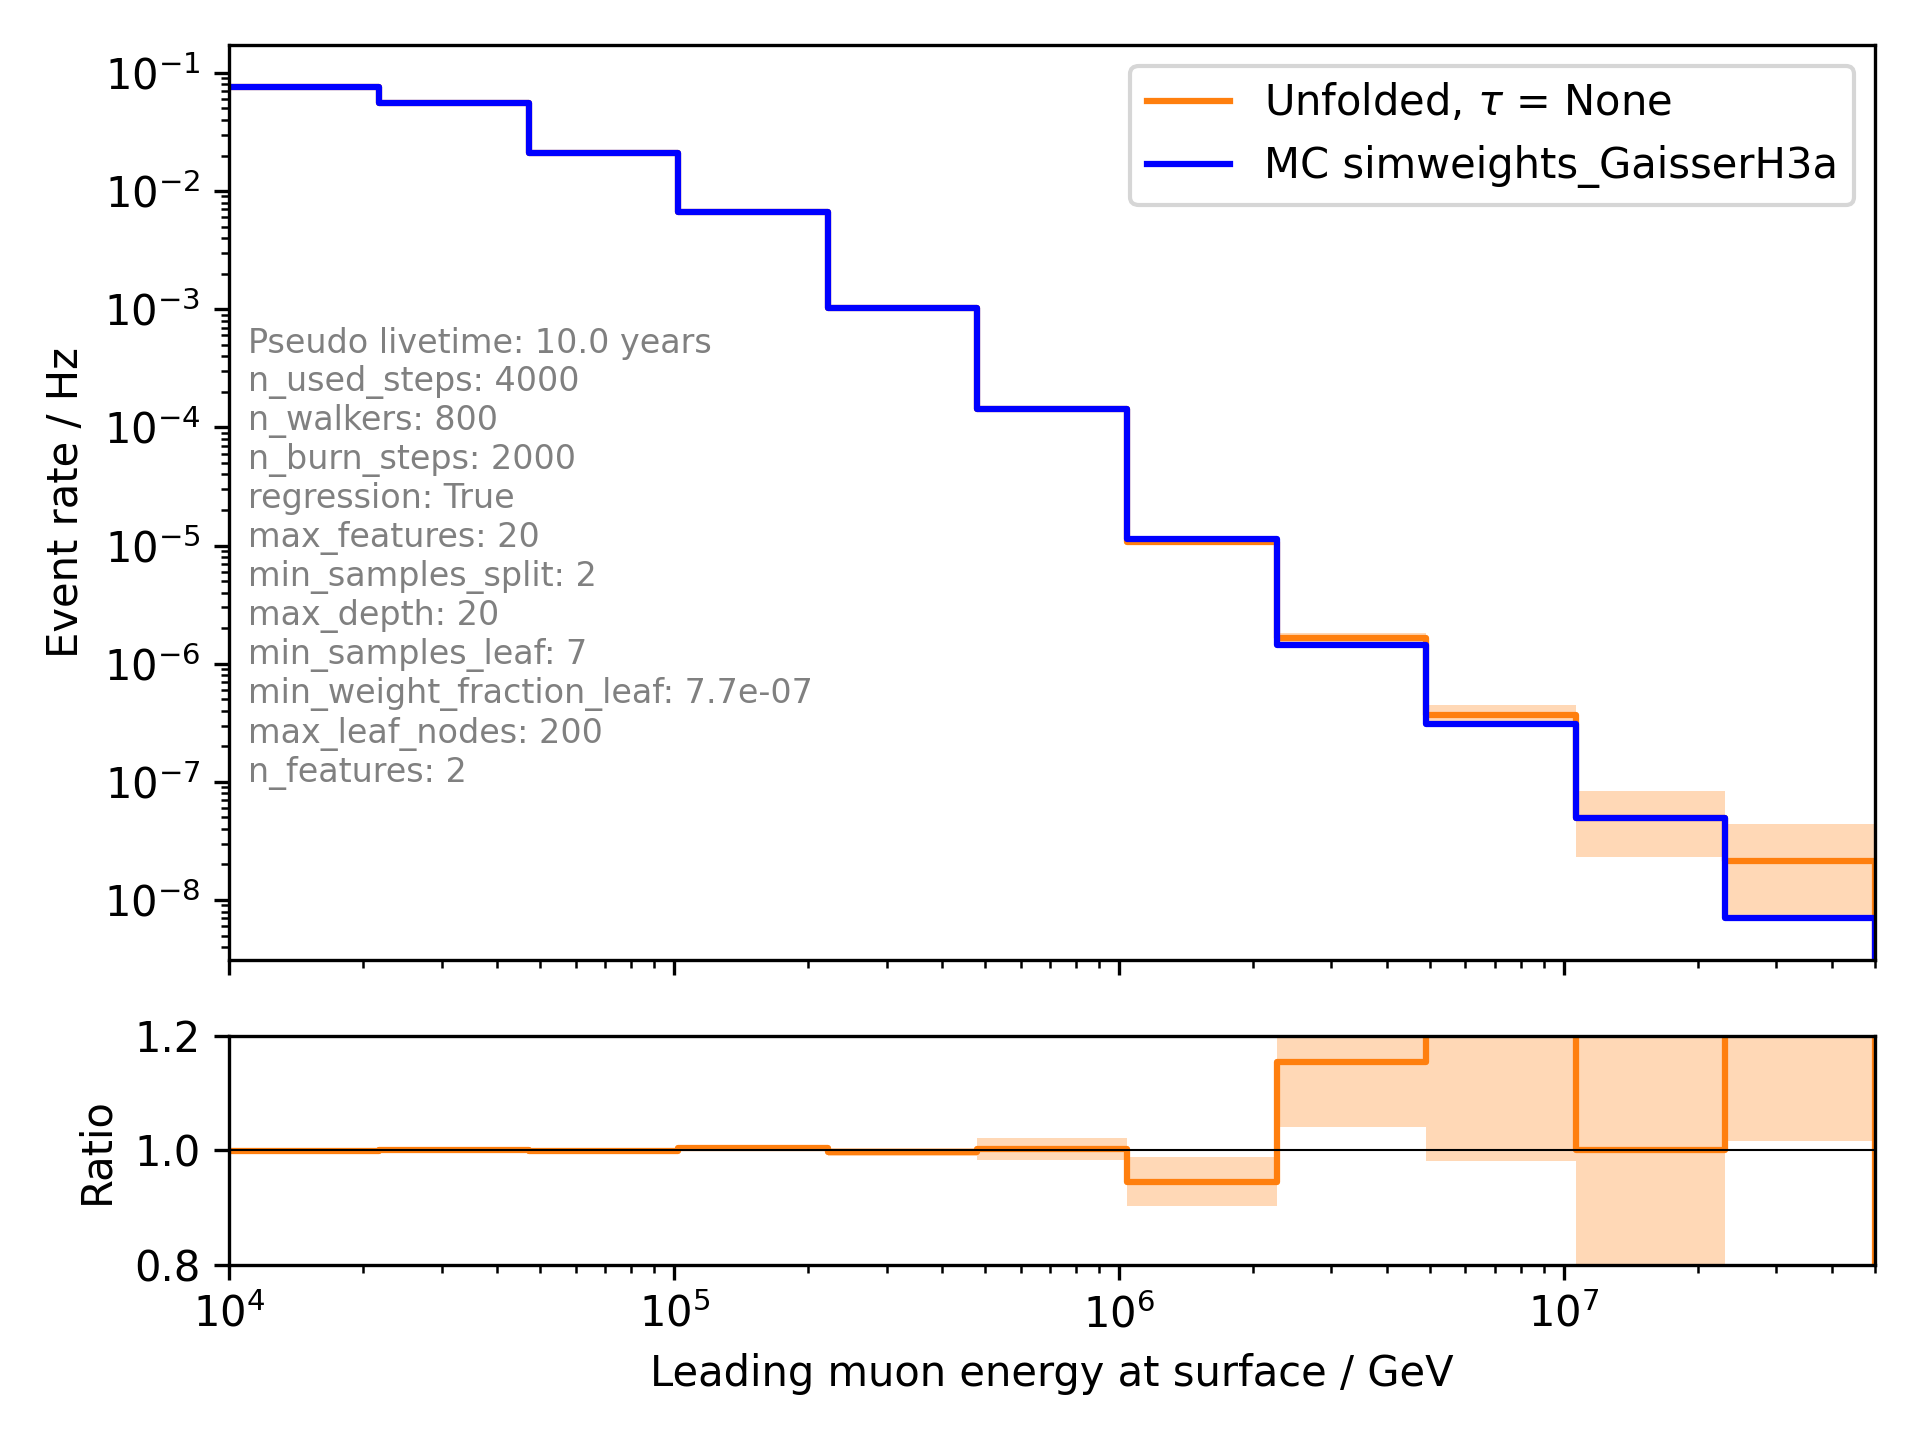 10⁻¹
10⁻²
10⁻³
10⁻⁴
10⁻⁵
10⁻⁶
10⁻⁷
10⁻⁸
Event rate / Hz
Unfolded, τ = None
MC simweights_GaisserH3a
Pseudo livetime: 10.0 years
n_used_steps: 4000
n_walkers: 800
n_burn_steps: 2000
regression: True
max_features: 20
min_samples_split: 2
max_depth: 20
min_samples_leaf: 7
min_weight_fraction_leaf: 7.7e-07
max_leaf_nodes: 200
n_features: 2
1.2
1.0
0.8
Ratio
10⁴ 10⁵ 10⁶ 10⁷
Leading muon energy at surface / GeV